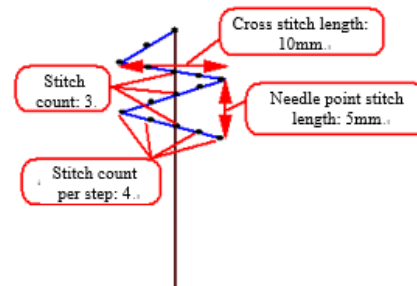 Cross stitch length:
10mm.
Stitch
count: 3.
Needle point stitch
length: 5mm.
Stitch count
per step: 4.